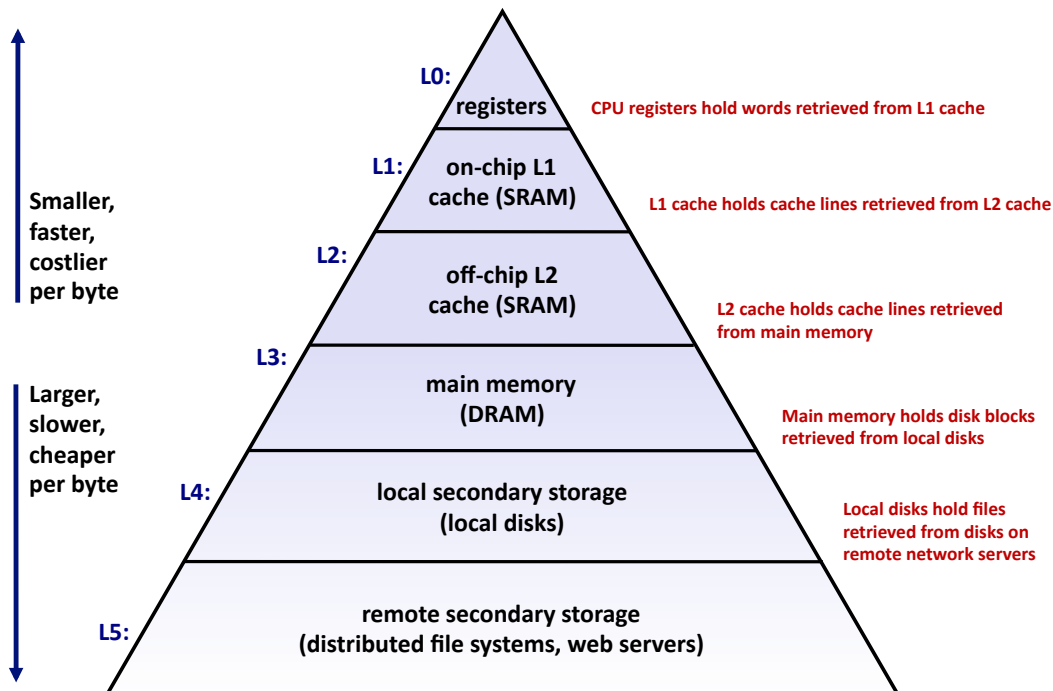 L0:
registers
CPU registers hold words retrieved from L1 cache
L1:
on-chip L1
cache (SRAM)
L1 cache holds cache lines retrieved from L2 cache
Smaller,
faster,
costlier
per byte
L2:
off-chip L2
cache (SRAM)
L2 cache holds cache lines retrieved
from main memory
L3:
main memory
(DRAM)
Main memory holds disk blocks
retrieved from local disks
Larger,
slower,
cheaper
per byte
L4:
local secondary storage
(local disks)
Local disks hold files
retrieved from disks on
remote network servers
L5:
remote secondary storage
(distributed file systems, web servers)